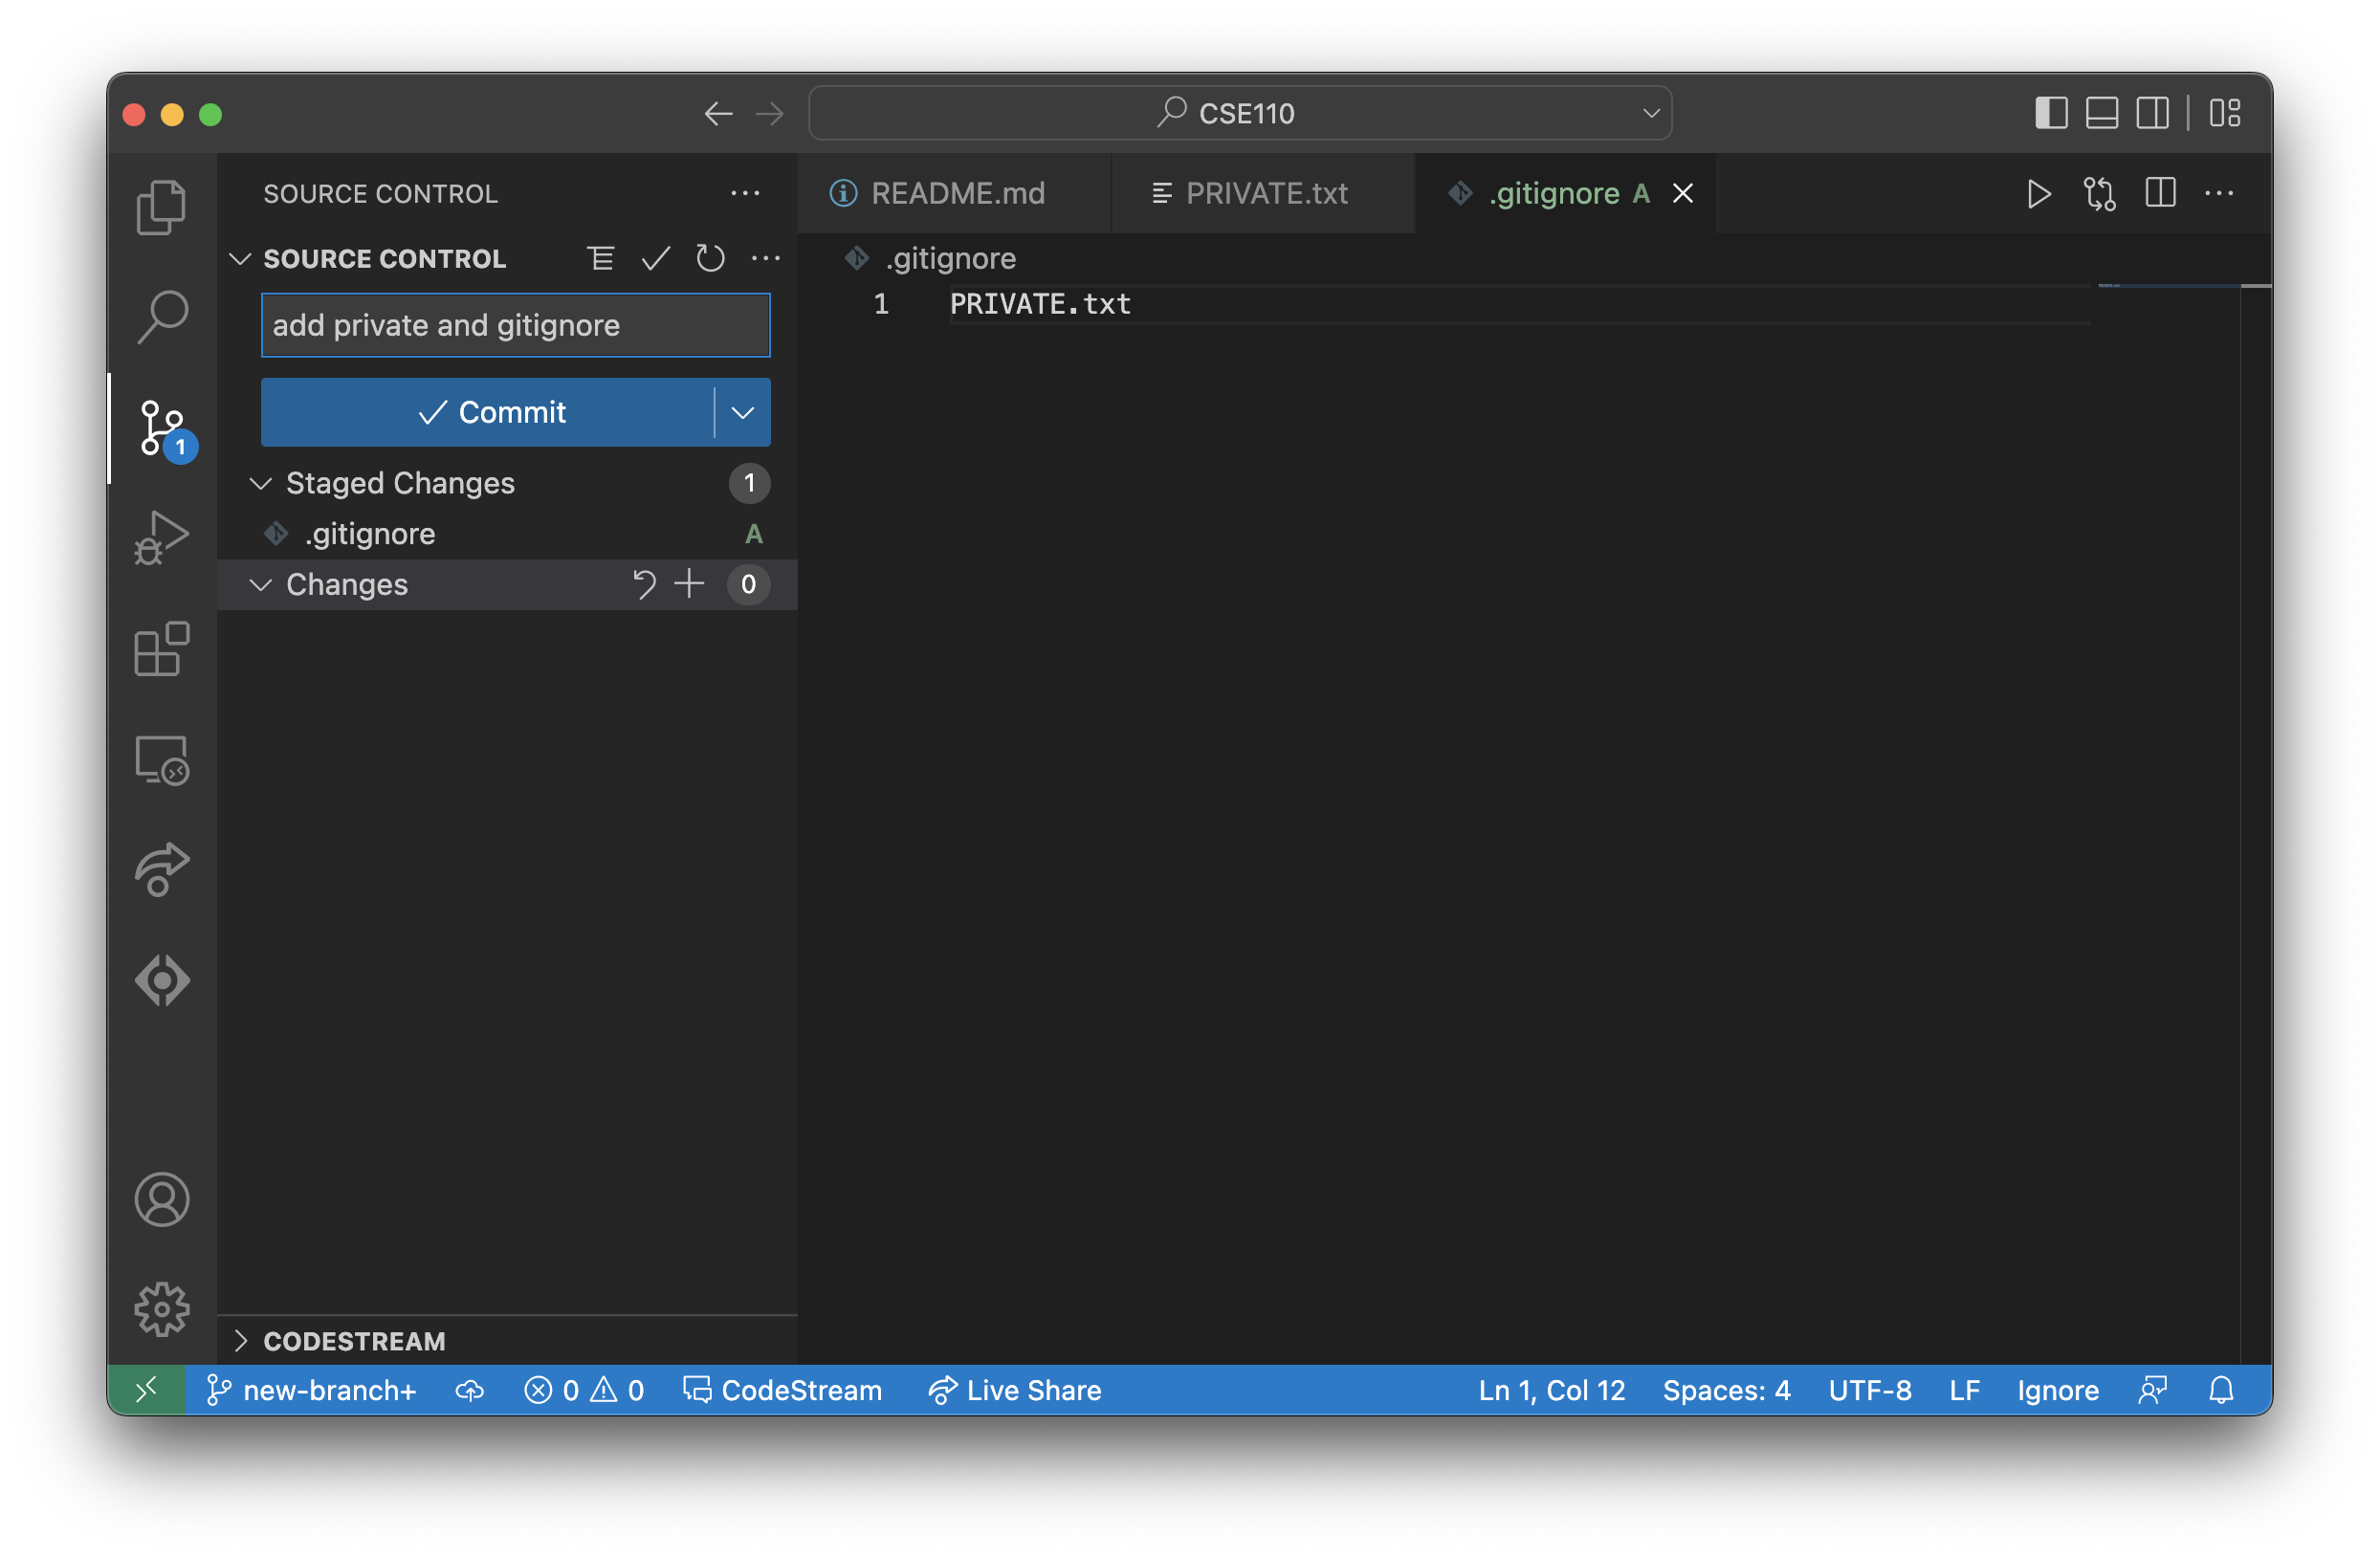 CSE110
SOURCE CONTROL
README.md
PRIVATE.txt
.gitignore A
SOURCE CONTROL
.gitignore
add private and gitignore
1 PRIVATE.txt
Commit
1
Staged Changes 1
.gitignore A
Changes 0
CODESTREAM
new-branch+ 0 0 CodeStream Live Share Ln 1, Col 12 Spaces: 4 UTF-8 LF Ignore